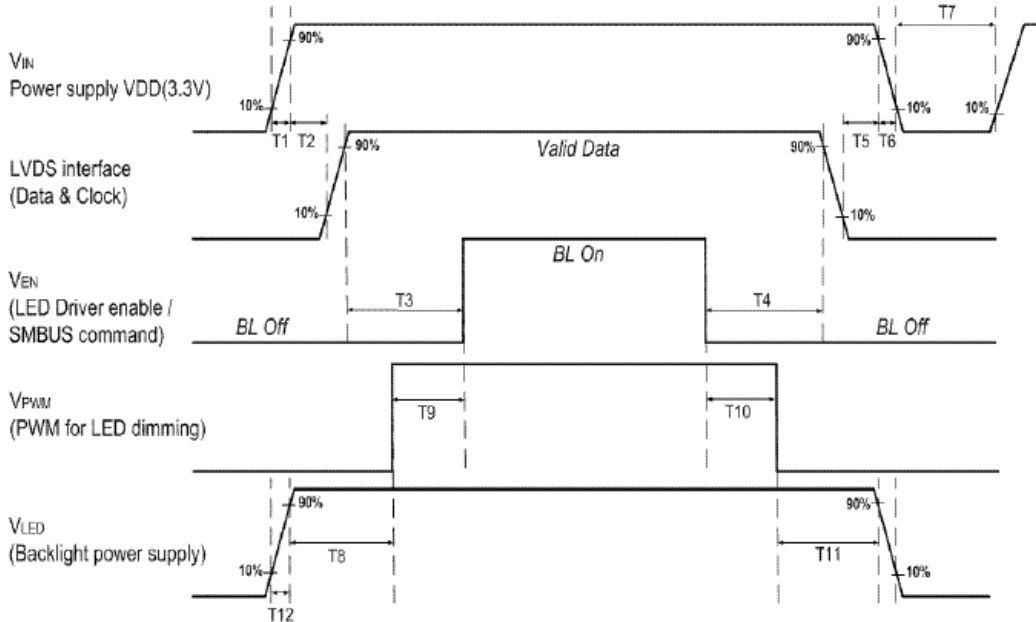 T7
90%
90%
VIN
Power supply VDD(3.3V)
10%
10%
10%
T1
T2
T5
T6
90%
Valid Data
90%
LVDS interface
(Data & Clock)
10%
10%
BL On
VEN
(LED Driver enable /
SMBUS command)
T3
T4
BL Off
BL Off
VPWM
(PWM for LED dimming)
T9
T10
90%
90%
VLED
(Backlight power supply)
T8
T11
10%
10%
T12